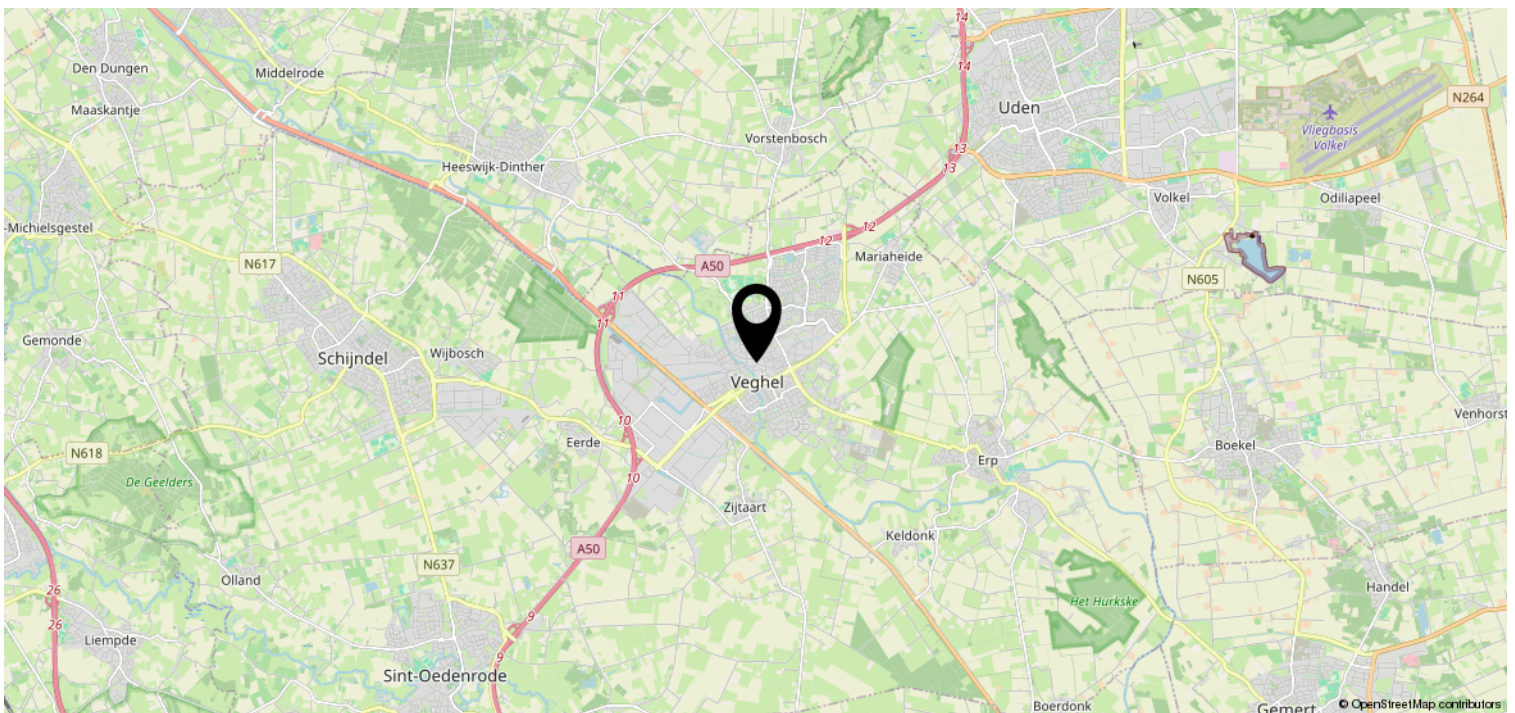 14
14
Den Dungen
Middelrode
Maaskantje
Uden
N264
Vliegbasis
Volkel
Vorstenbosch
13
13
Heeswijk-Dinther
Volkel
Odiliapeel
-Michielsgestel
12
12
Mariaheide
N617
A50
N605
11
11
Gemonde
Schijndel
Wijbosch
Veghel
Venhorst
10
Eerde
N618
Boekel
Erp
De Geelders
10
Zijtaart
Keldonk
A50
N637
Olland
Handel
26
Het Hurkske
9
26
Liempde
9
Sint-Oedenrode
Boerdonk
Gemert
© OpenStreetMap contributors